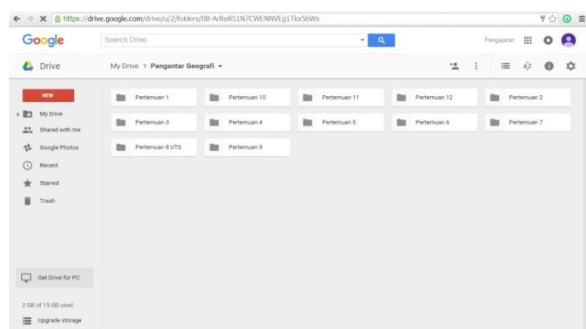 https://drive.google.com/drive/u/2/folders/
Google
Search Drive
Pengajaran
Drive
My Drive > Pengantar Geografi
NEW
My Drive
Shared with me
Google Photos
Recent
Starred
Trash
Pertemuan 1
Pertemuan 10
Pertemuan 11
Pertemuan 12
Pertemuan 2
Pertemuan 3
Pertemuan 4
Pertemuan 5
Pertemuan 6
Pertemuan 7
Pertemuan 8 UTS
Pertemuan 9
Get Drive for PC
2 GB of 15 GB used
Upgrade storage